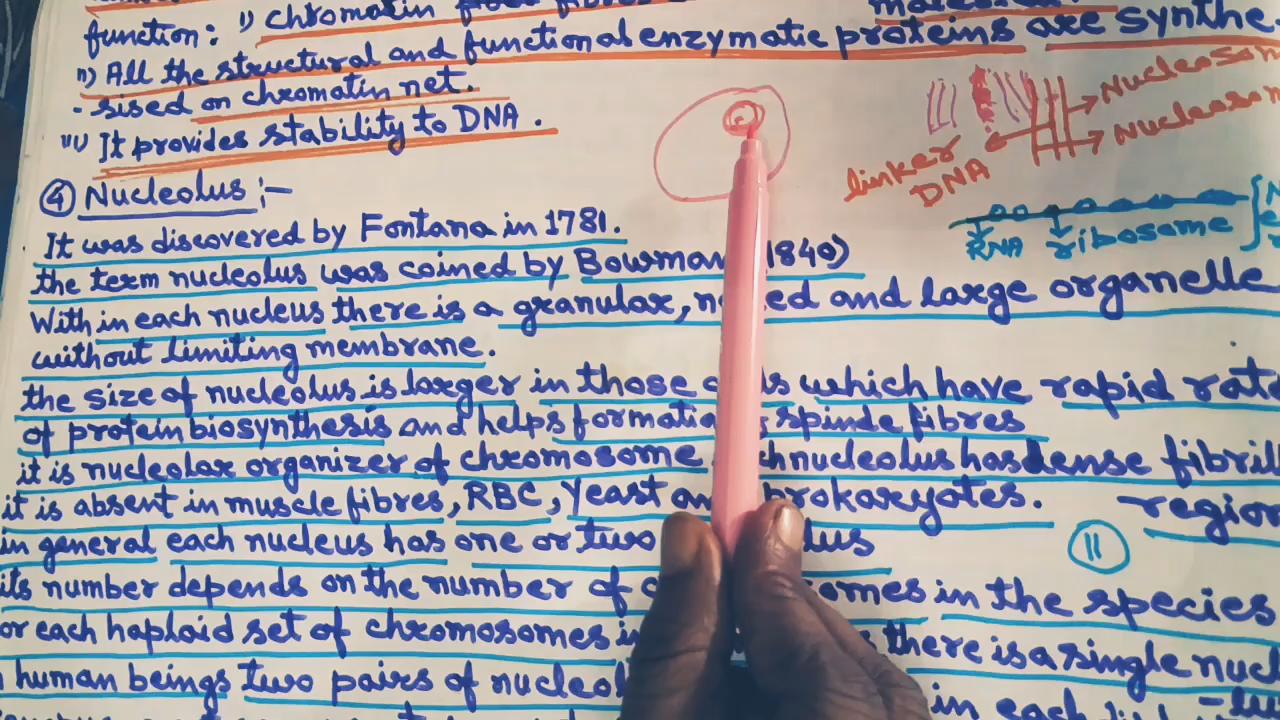 function: i) chromatin
ii) All the structural and functional enzymatic proteins are synthe
- sised on chromatin net.
iii) It provides stability to DNA.
Nucleosom
Nucleosom
linker
DNA
RNA ribosome
④ Nucleolus :-
It was discovered by Fontana in 1781.
the term nucleolus was coined by Bowman 1840)
With in each nucleus there is a granular, and large organelle
without limiting membrane.
the size of nucleolus is larger in those which have rapid rate
of protein biosynthesis and helps spinde fibres
it is nucleolar organizer of chromosome nucleolus has dense fibrill
it is absent in muscle fibres, RBC, Yeast prokaryotes. region
in general each nucleus has one or two
11
its number depends on the number of in the species
or each haploid set of chromosomes there is a single nucl
human beings two pairs of - lu
in each